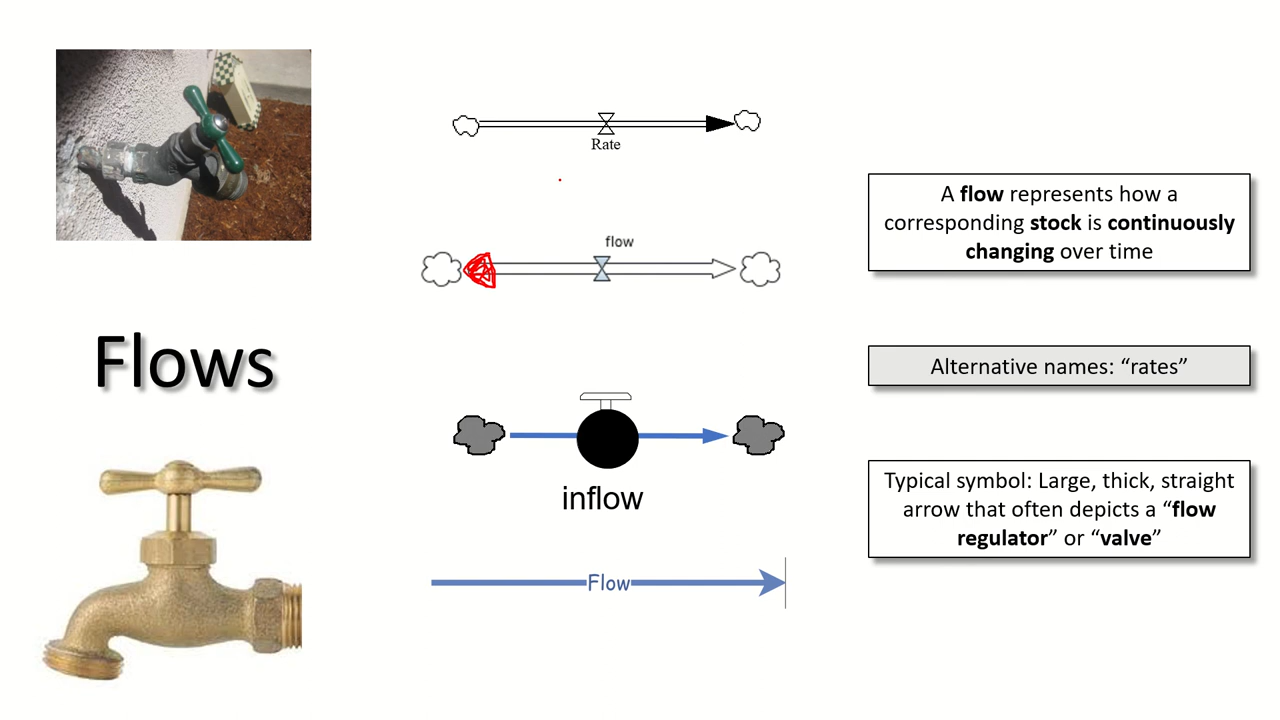 Flows
Rate
flow
inflow
Flow
A flow represents how a
corresponding stock is continuously
changing over time
Alternative names: “rates”
Typical symbol: Large, thick, straight
arrow that often depicts a “flow
regulator” or “valve”